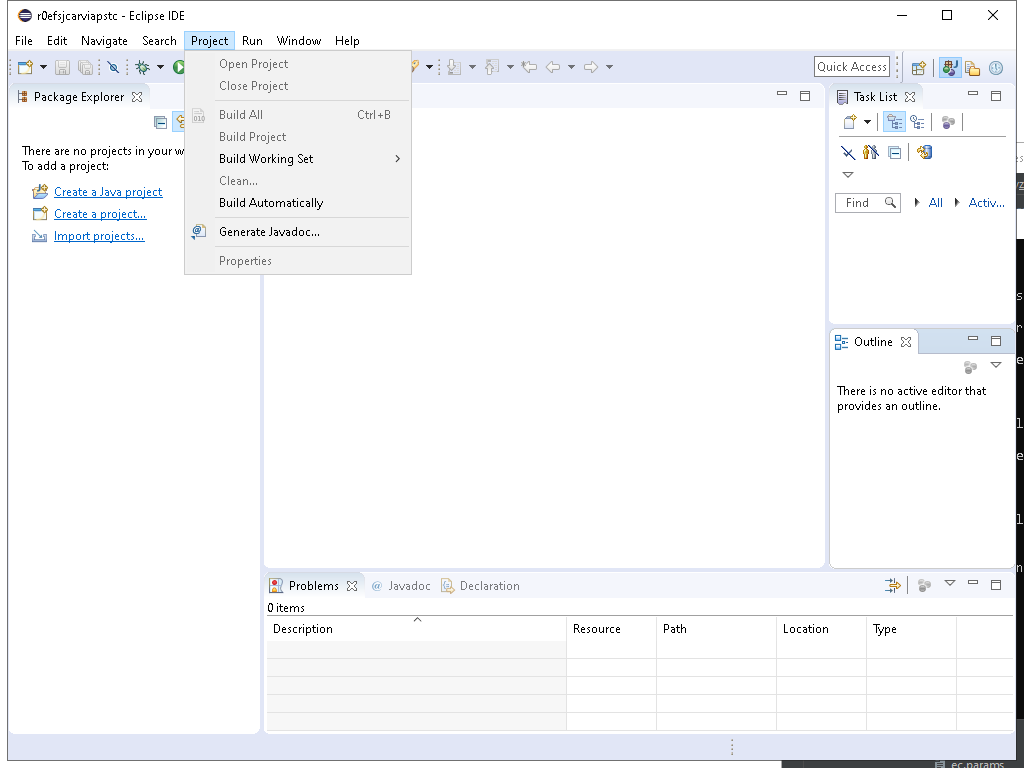 r0efsjcarviapstc - Eclipse IDE
File Edit Navigate Search Project Run Window Help
Quick Access
Open Project
Close Project
Build All Ctrl+B
Build Project
Build Working Set
Clean...
Build Automatically
Generate Javadoc...
Properties
Package Explorer
There are no projects in your w
To add a project:
Create a Java project
Create a project...
Import projects...
Task List
Find All Activ...
Outline
There is no active editor that
provides an outline.
Problems @ Javadoc Declaration
0 items
Description Resource Path Location Type
ec.params